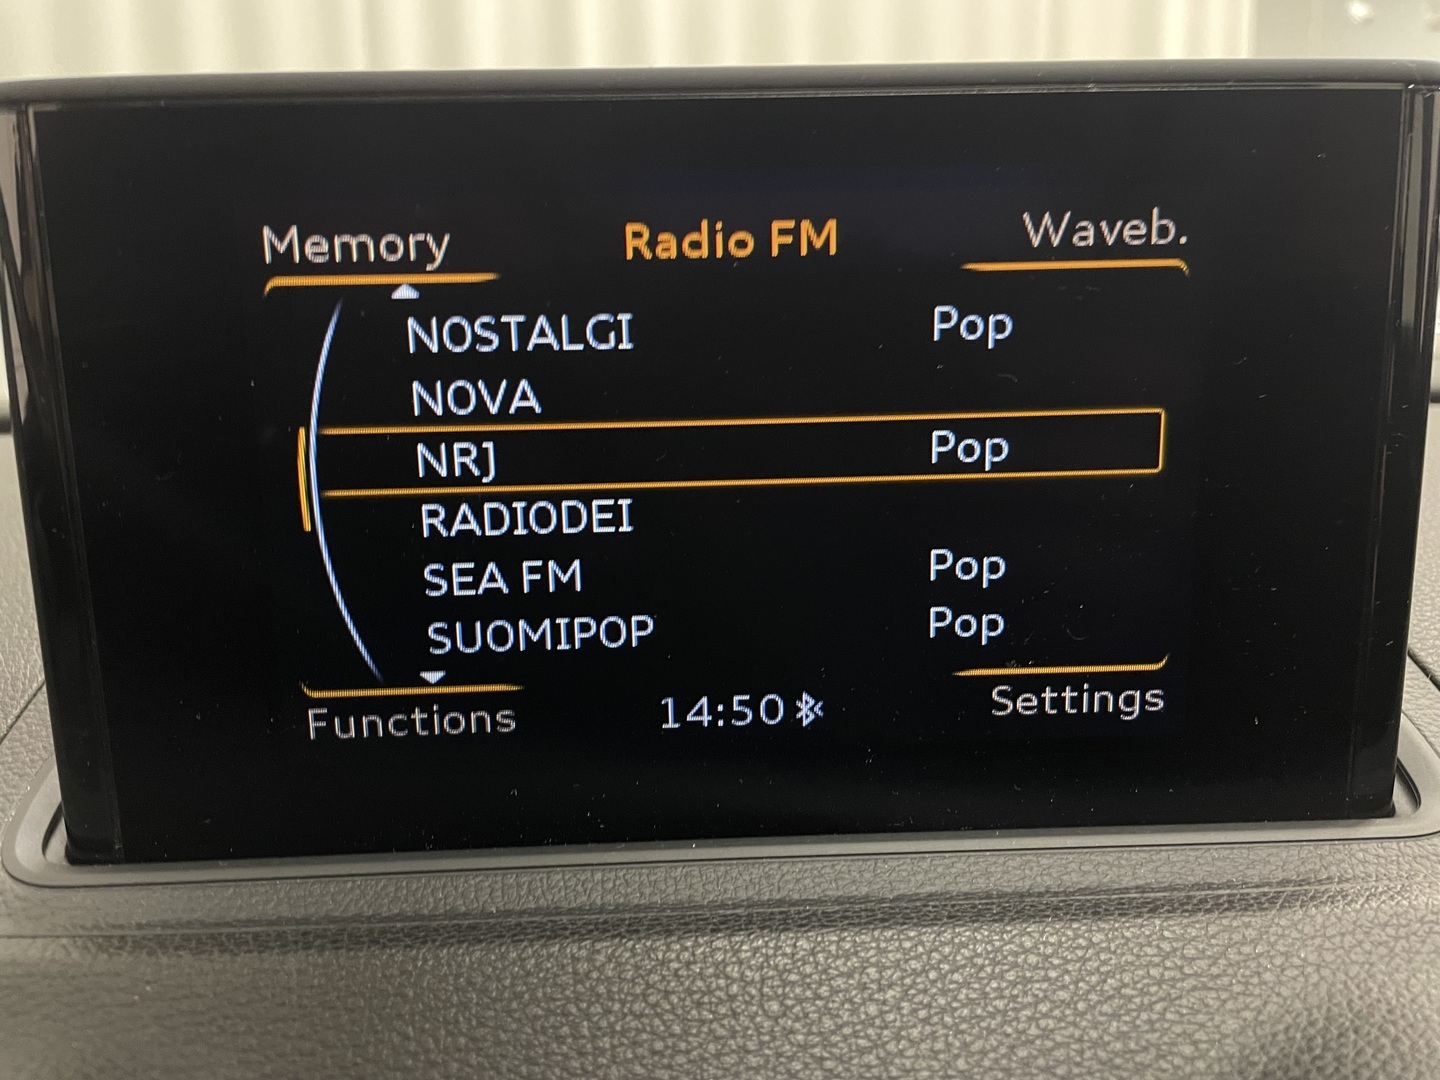 Memory Radio FM Waveb.
NOSTALGI Pop
NOVA
NRJ Pop
RADIODEI
SEA FM Pop
SUOMIPOP Pop
Functions 14:50 Settings